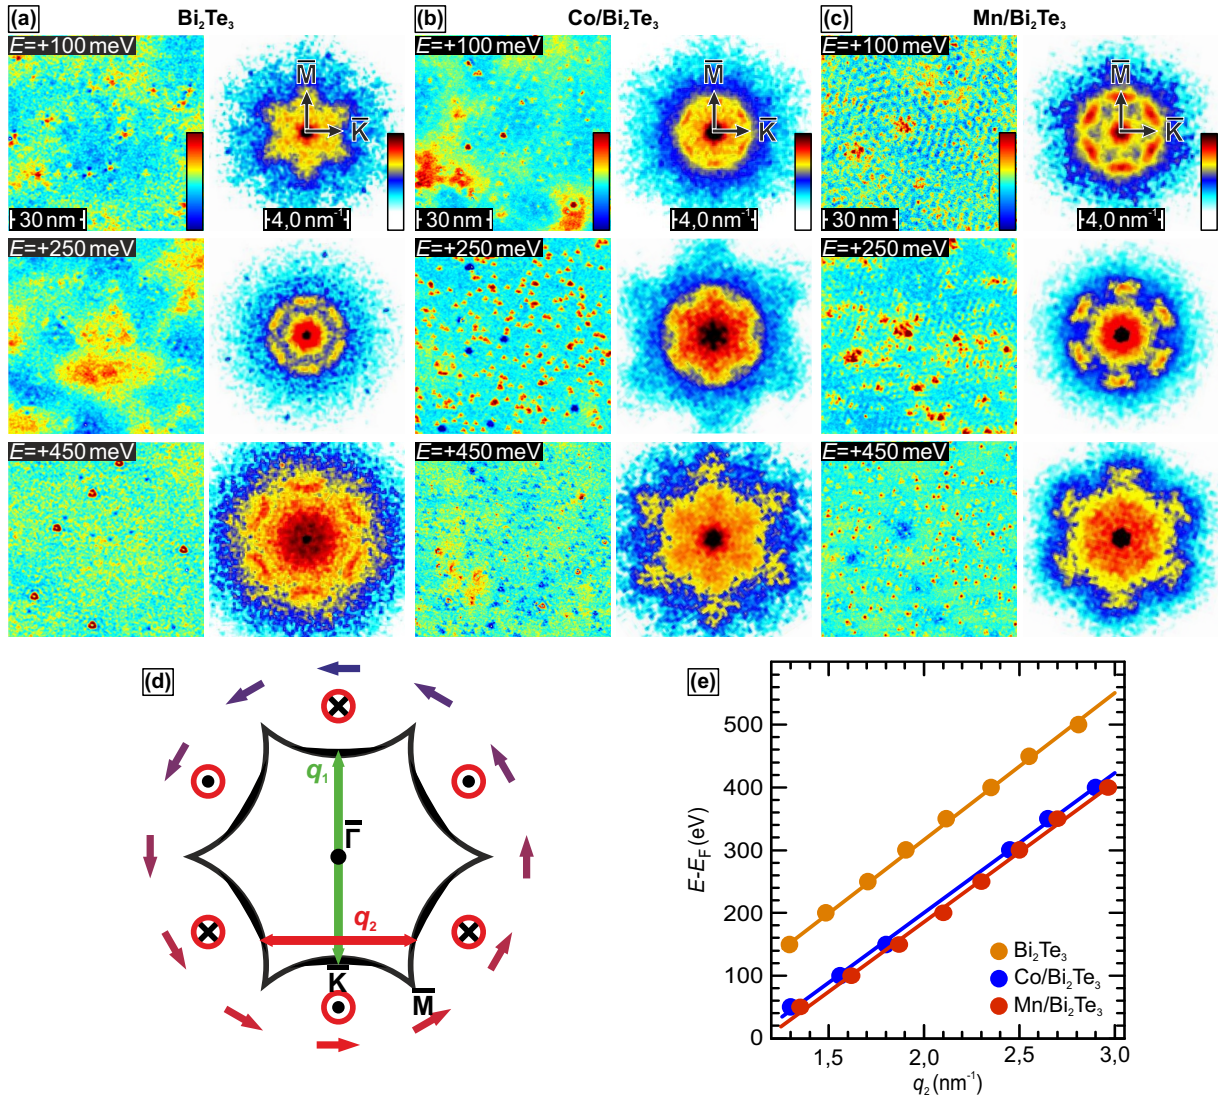 (a) Bi₂Te₃ (b) Co/Bi₂Te₃ (c) Mn/Bi₂Te₃
E=+100 meV M̅ K̅ 30 nm 4,0 nm⁻¹
E=+100 meV M̅ K̅ 30 nm 4,0 nm⁻¹
E=+100 meV M̅ K̅ 30 nm 4,0 nm⁻¹
E=+250 meV E=+250 meV E=+250 meV
E=+450 meV E=+450 meV E=+450 meV
(d)
q₁
Γ̅
q₂
K̅
M̅
(e)
E-E_F (eV)
500
400
300
200
100
0
1,5 2,0 2,5 3,0
q₂ (nm⁻¹)
Bi₂Te₃
Co/Bi₂Te₃
Mn/Bi₂Te₃